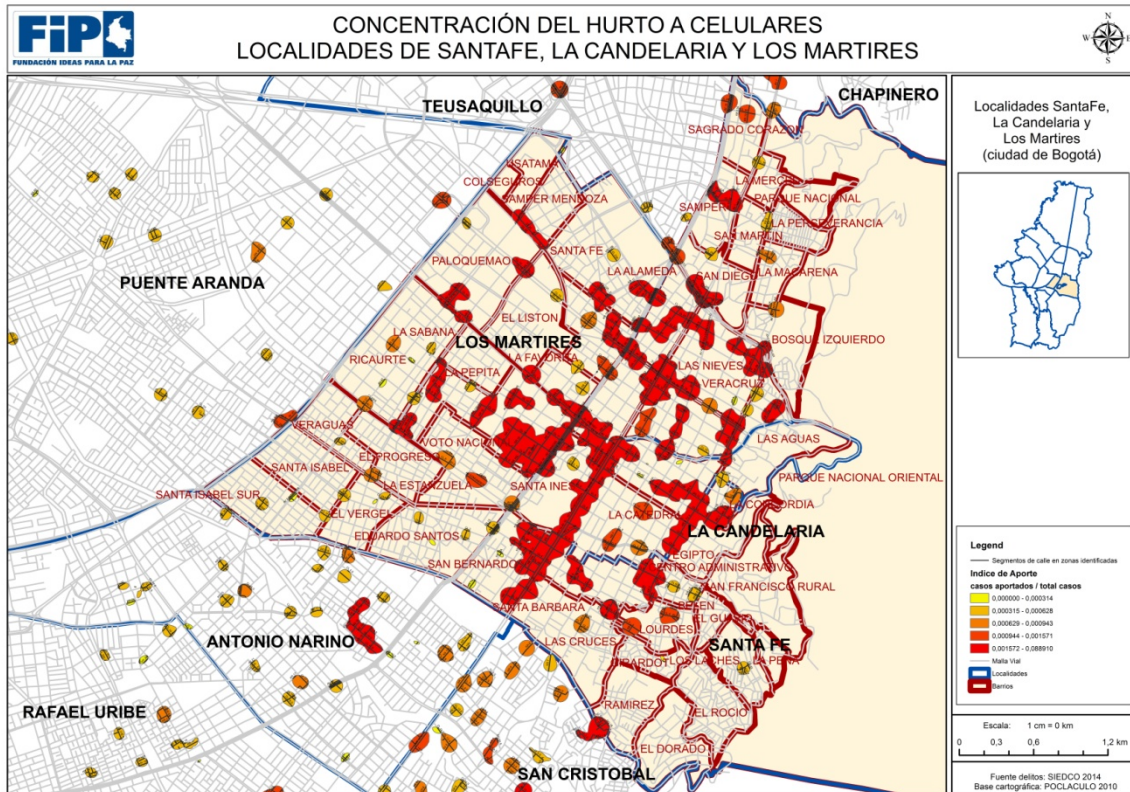 FiP
FUNDACIÓN IDEAS PARA LA PAZ
CONCENTRACIÓN DEL HURTO A CELULARES
LOCALIDADES DE SANTAFE, LA CANDELARIA Y LOS MARTIRES
N
W E
S
TEUSAQUILLO
CHAPINERO
SAGRADO CORAZON
USATAMA
COLSEGUROS
LA MERCED
SAMPER MENDOZA
PARQUE NACIONAL
SAMPER
LA PERSEVERANCIA
SAN MARTIN
SANTA FE
PALOQUEMAO
LA ALAMEDA
SAN DIEGO
LA MACARENA
PUENTE ARANDA
EL LISTON
LA SABANA
LOS MARTIRES
BOSQUE IZQUIERDO
RICAURTE
LA FAVORITA
LAS NIEVES
LA PEPITA
VERACRUZ
VERAGUAS
VOTO NACIONAL
LAS AGUAS
EL PROGRESO
SANTA ISABEL
SANTA INES
PARQUE NACIONAL ORIENTAL
LA ESTANZUELA
SANTA ISABEL SUR
CONCORDIA
EL VERGEL
LA CATEDRAL
LA CANDELARIA
EDUARDO SANTOS
EGIPTO
SAN BERNARDO
CENTRO ADMINISTRATIVO
SAN FRANCISCO RURAL
SANTA BARBARA
BELEN
EL GUAVIO
LOURDES
ANTONIO NARINO
LAS CRUCES
SANTA FE
GIRARDOT
LOS LACHES
LA PEÑA
RAFAEL URIBE
RAMIREZ
EL ROCIO
EL DORADO
SAN CRISTOBAL
Localidades SantaFe,
La Candelaria y
Los Martires
(ciudad de Bogotá)
Legend
Segmentos de calle en zonas identificadas
Indice de Aporte
casos aportados / total casos
0,000000 - 0,000314
0,000315 - 0,000628
0,000629 - 0,000943
0,000944 - 0,001571
0,001572 - 0,088910
Malla Vial
Localidades
Barrios
Escala: 1 cm = 0 km
0 0,3 0,6 1,2 km
Fuente delitos: SIEDCO 2014
Base cartográfica: POCLACULO 2010